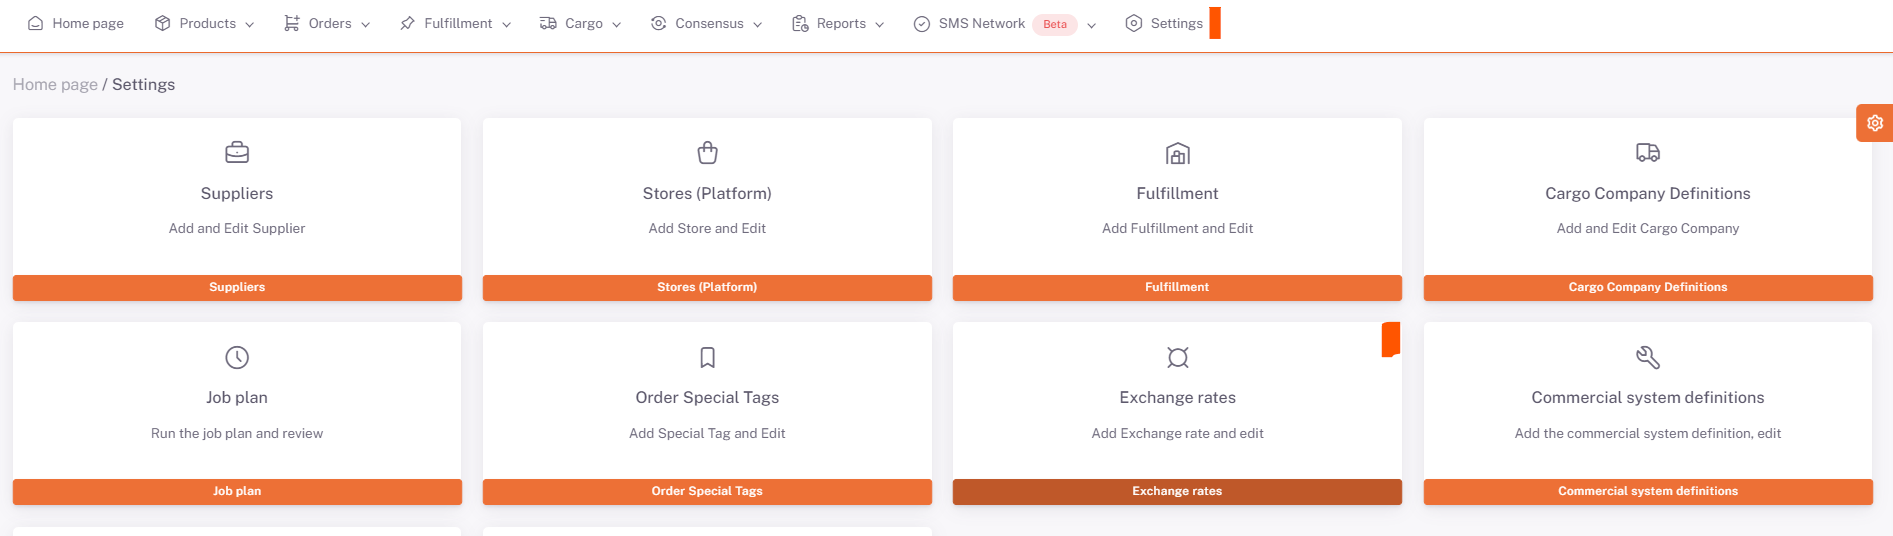 Home page Products Orders Fulfillment Cargo Consensus Reports SMS Network Beta Settings
Home page / Settings
Suppliers
Add and Edit Supplier
Suppliers
Stores (Platform)
Add Store and Edit
Stores (Platform)
Fulfillment
Add Fulfillment and Edit
Fulfillment
Cargo Company Definitions
Add and Edit Cargo Company
Cargo Company Definitions
Job plan
Run the job plan and review
Job plan
Order Special Tags
Add Special Tag and Edit
Order Special Tags
Exchange rates
Add Exchange rate and edit
Exchange rates
Commercial system definitions
Add the commercial system definition, edit
Commercial system definitions